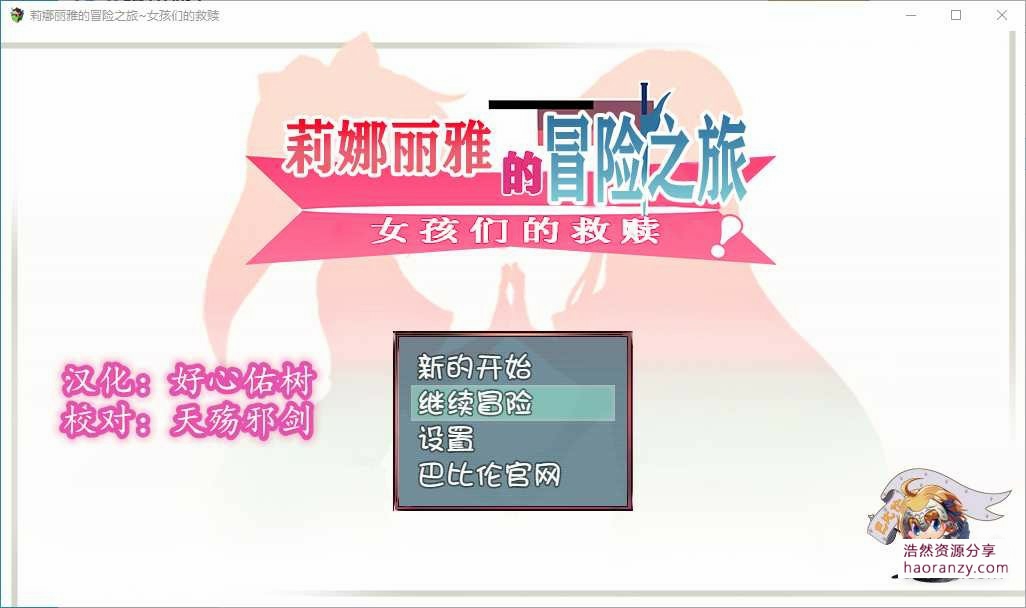 莉娜丽雅的冒险之旅~女孩们的救赎
莉娜丽雅的冒险之旅
女孩们的救赎!
新的开始
继续冒险
设置
巴比伦官网
汉化：好心佑树
校对：天殇邪剑
浩然资源分享
haoranzy.com